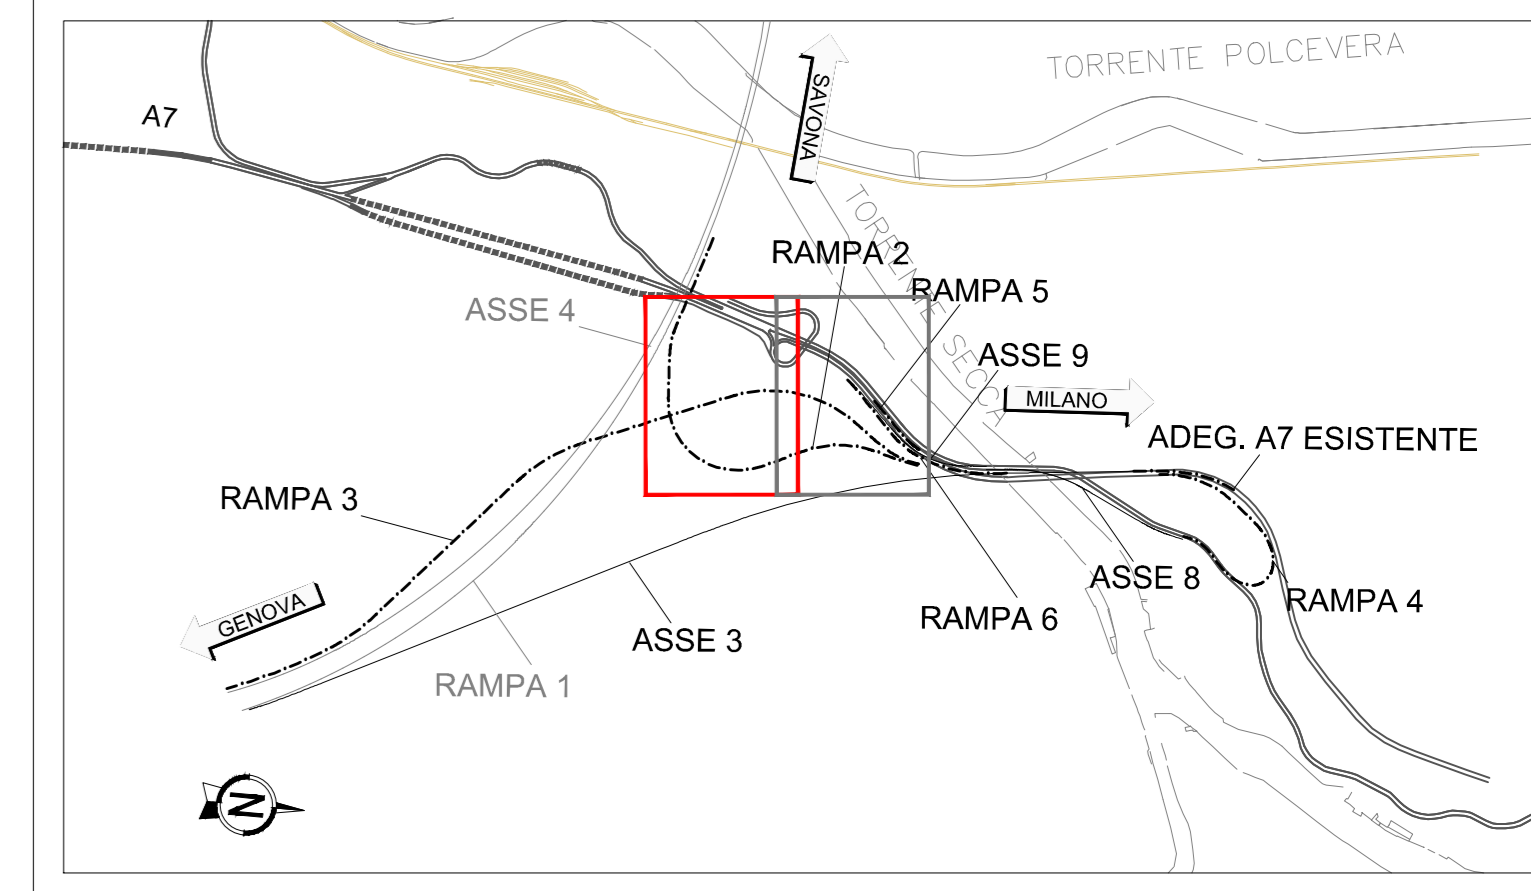 TORRENTE POLCEVERA
A7
SAVONA
TORRENTE SECCA
RAMPA 2
RAMPA 5
ASSE 4
ASSE 9
MILANO
ADEG. A7 ESISTENTE
RAMPA 3
ASSE 8
GENOVA
RAMPA 4
RAMPA 6
ASSE 3
RAMPA 1
N